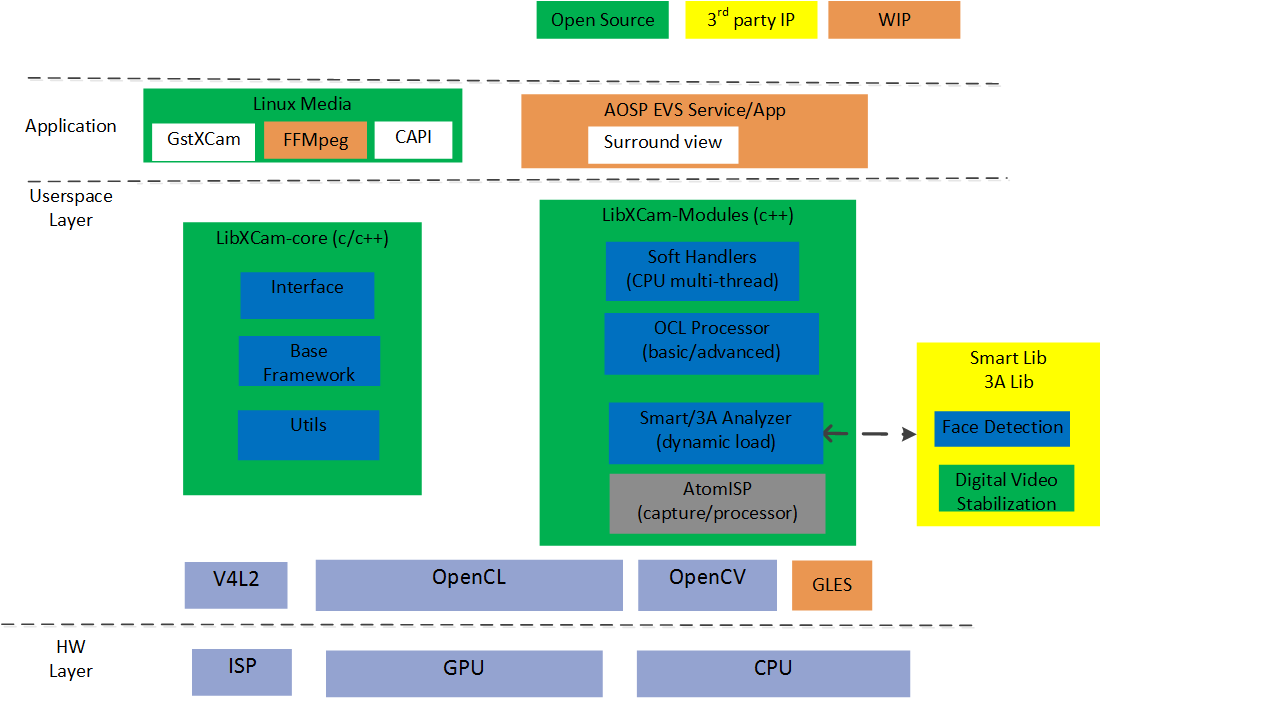 Open Source
3rd party IP
WIP
Application
Linux Media
GstXCam
FFMpeg
CAPI
AOSP EVS Service/App
Surround view
Userspace
Layer
LibXCam-core (c/c++)
Interface
Base
Framework
Utils
LibXCam-Modules (c++)
Soft Handlers
(CPU multi-thread)
OCL Processor
(basic/advanced)
Smart/3A Analyzer
(dynamic load)
AtomISP
(capture/processor)
Smart Lib
3A Lib
Face Detection
Digital Video
Stabilization
V4L2
OpenCL
OpenCV
GLES
HW
Layer
ISP
GPU
CPU